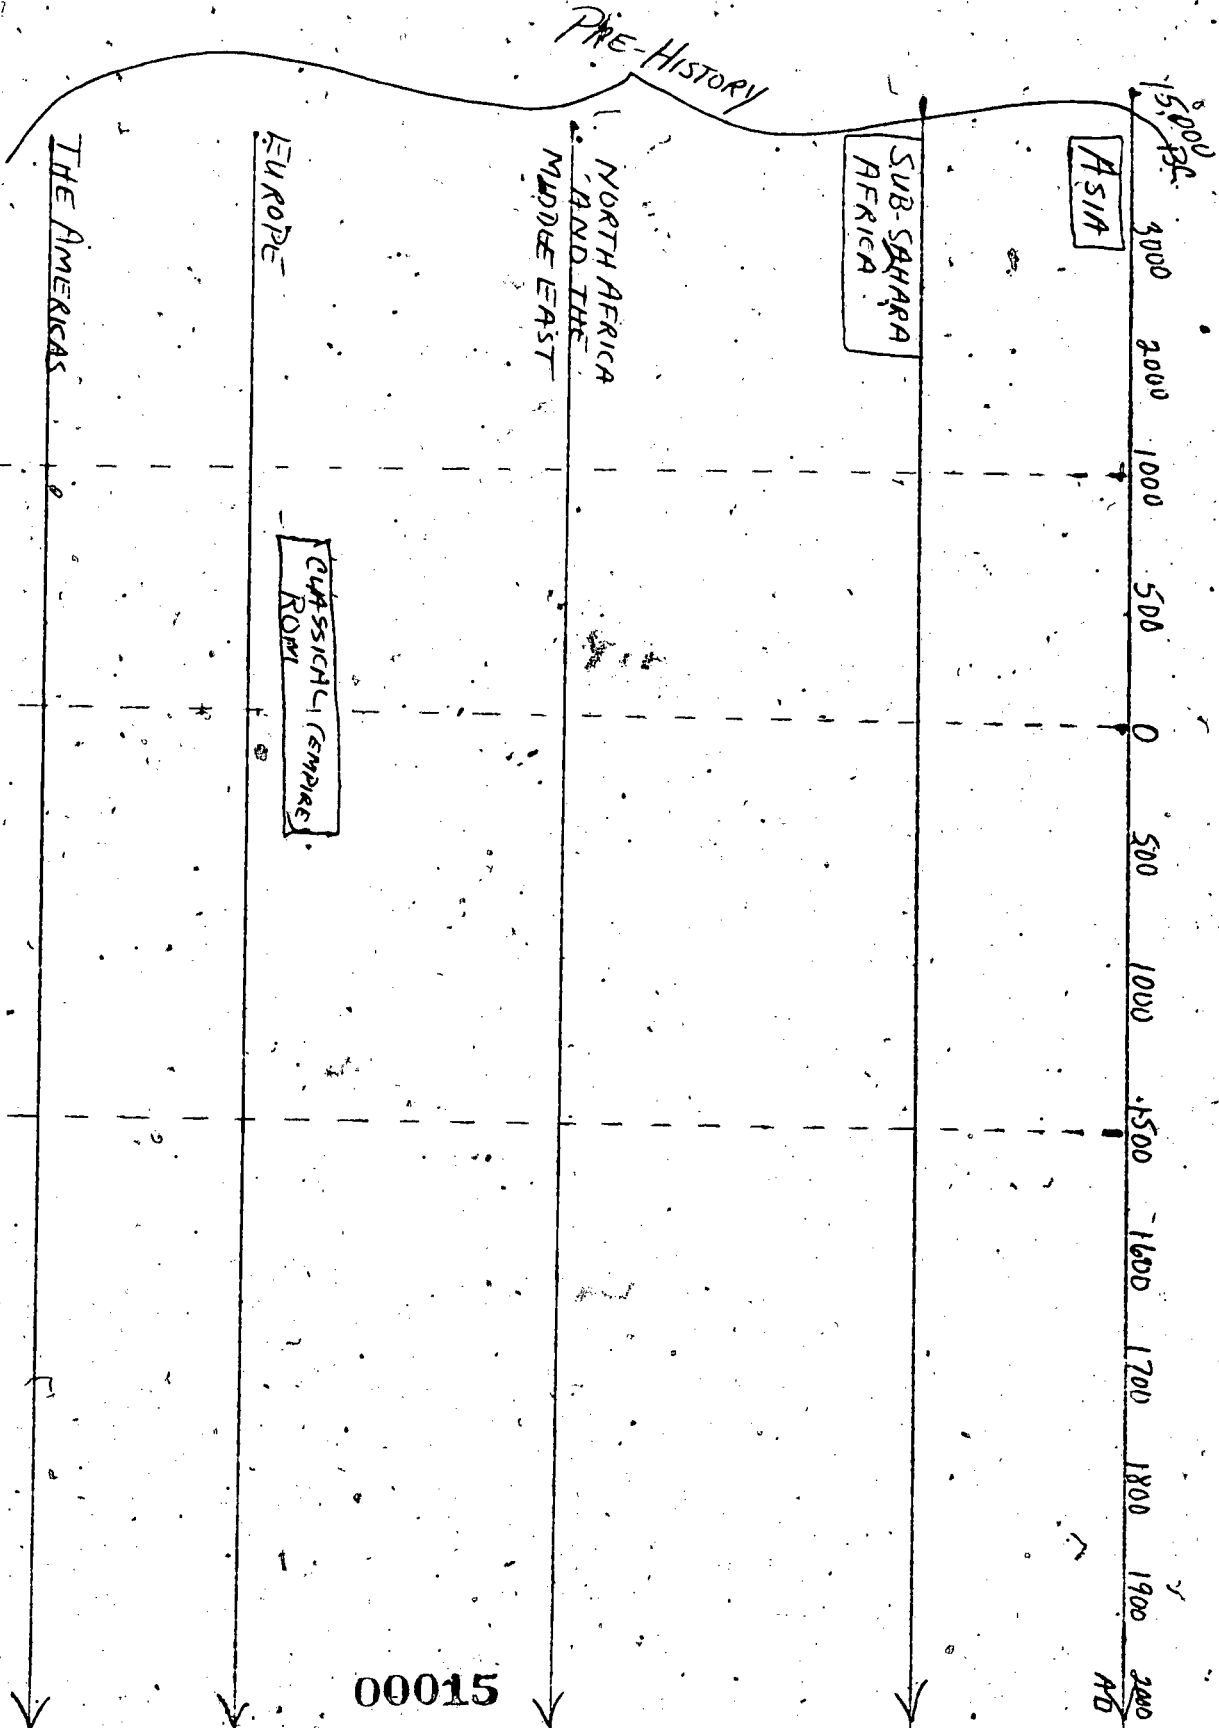 PRE-HISTORY
15,000 BC
3000 2000 1000 500 0 500 1000 1500 1600 1700 1800 1900 2000 AD
ASIA
SUB-SAHARA
AFRICA
NORTH AFRICA
AND THE
MIDDLE EAST
CLASSICAL (EMPIRE)
ROM
EUROPE
THE AMERICAS
00015